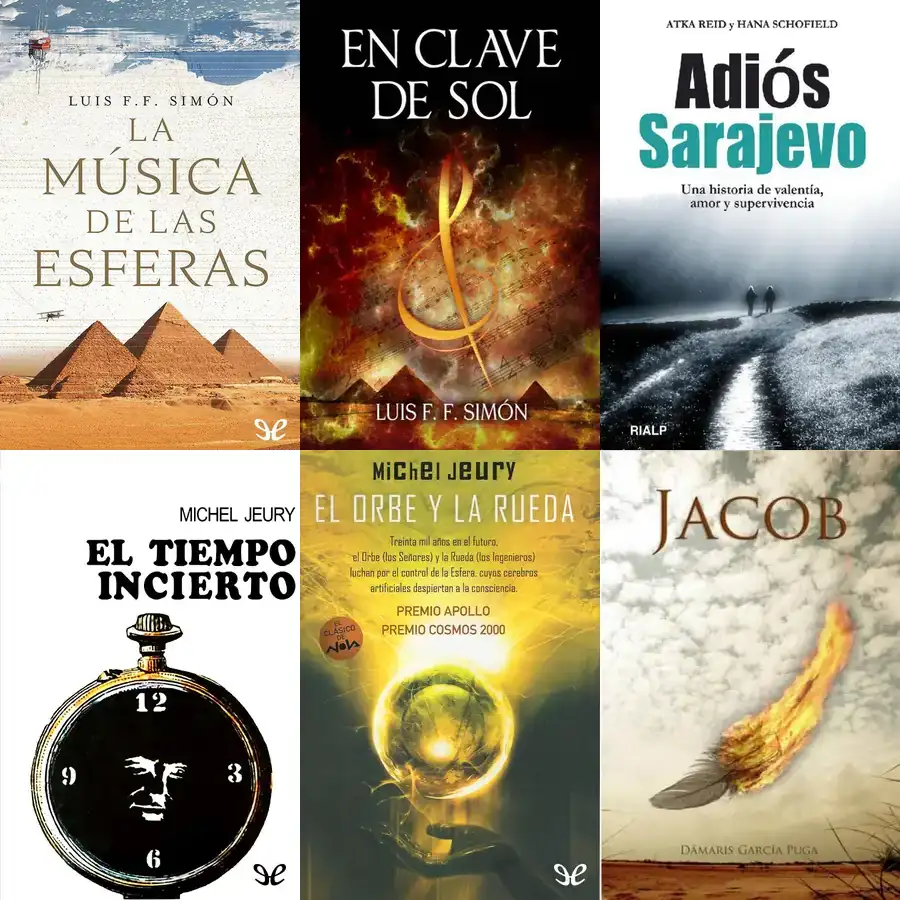 LUIS F.F. SIMÓN
LA
MÚSICA
DE LAS
ESFERAS
EN CLAVE
DE SOL
LUIS F. F. SIMÓN
ATKA REID y HANA SCHOFIELD
Adiós
Sarajevo
Una historia de valentía,
amor y supervivencia
RIALP
MICHEL JEURY
EL TIEMPO
INCIERTO
12
9
3
6
MiChel Jeury
EL ORBE Y LA RUEDA
Treinta mil años en el futuro,
el Orbe (los Señores) y la Rueda (los Ingenieros)
luchan por el control de la Esfera, cuyos cerebros
artificiales despiertan a la consciencia.
PREMIO APOLLO
PREMIO COSMOS 2000
EL
CLÁSICO DE
NOVA
JACOB
DÁMARIS GARCÍA PUGA